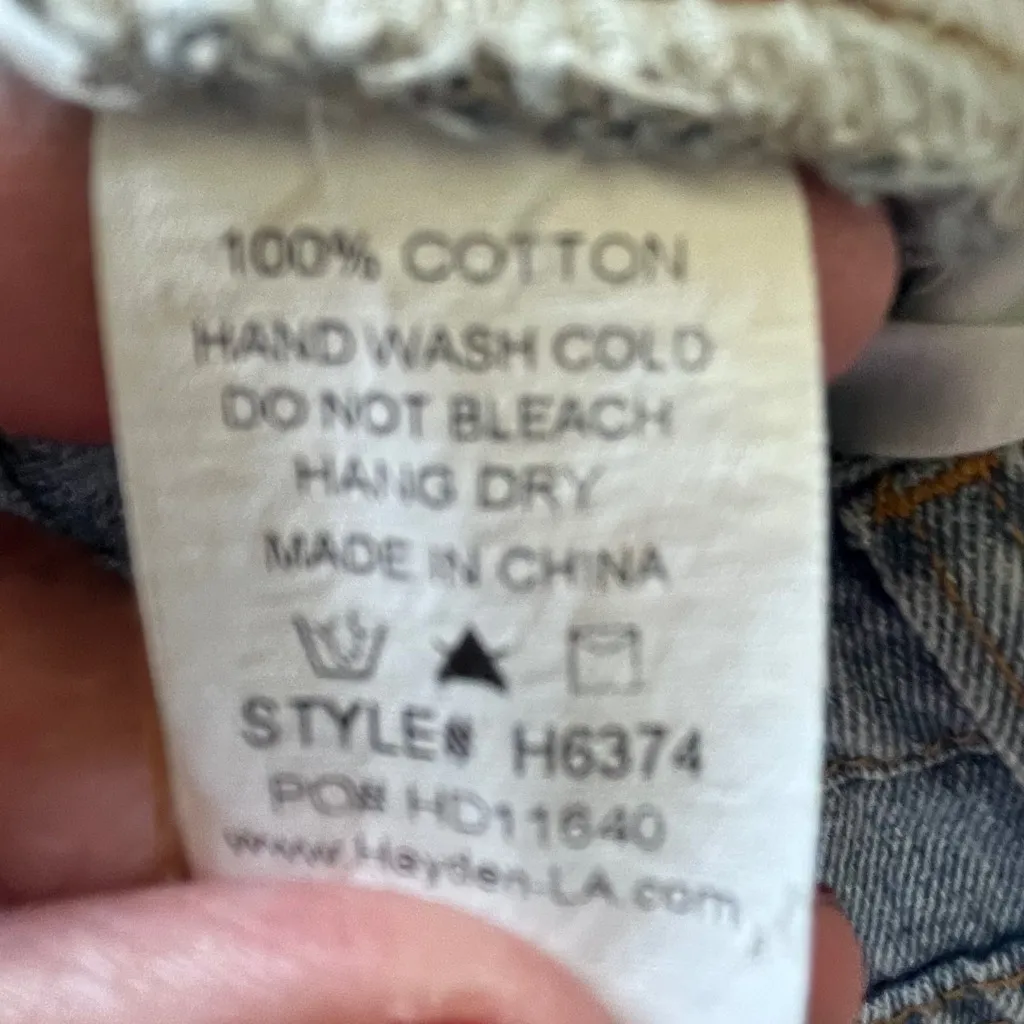 100% COTTON
HAND WASH COLD
DO NOT BLEACH
HANG DRY
MADE IN CHINA
STYLE# H6374
PO# HD11640
www.Hayden-LA.com